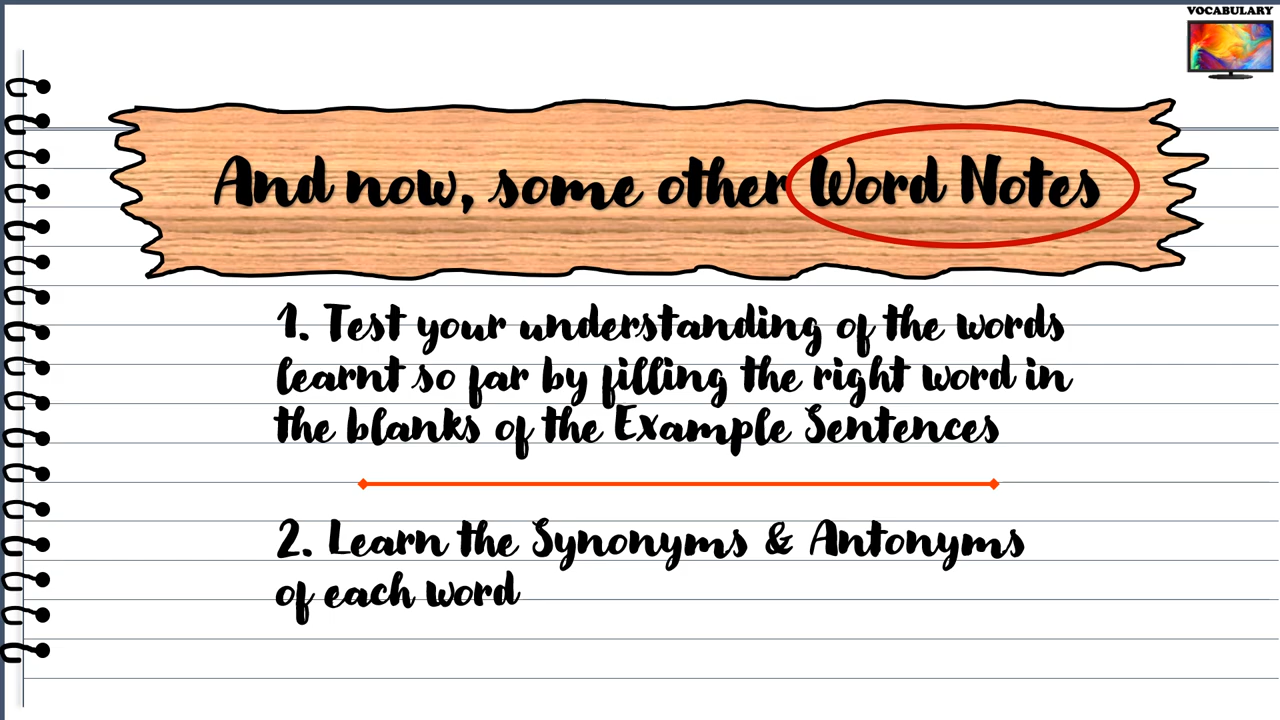 VOCABULARY
And now, some other Word Notes
1. Test your understanding of the words
learnt so far by filling the right word in
the blanks of the Example Sentences
2. Learn the Synonyms & Antonyms
of each word